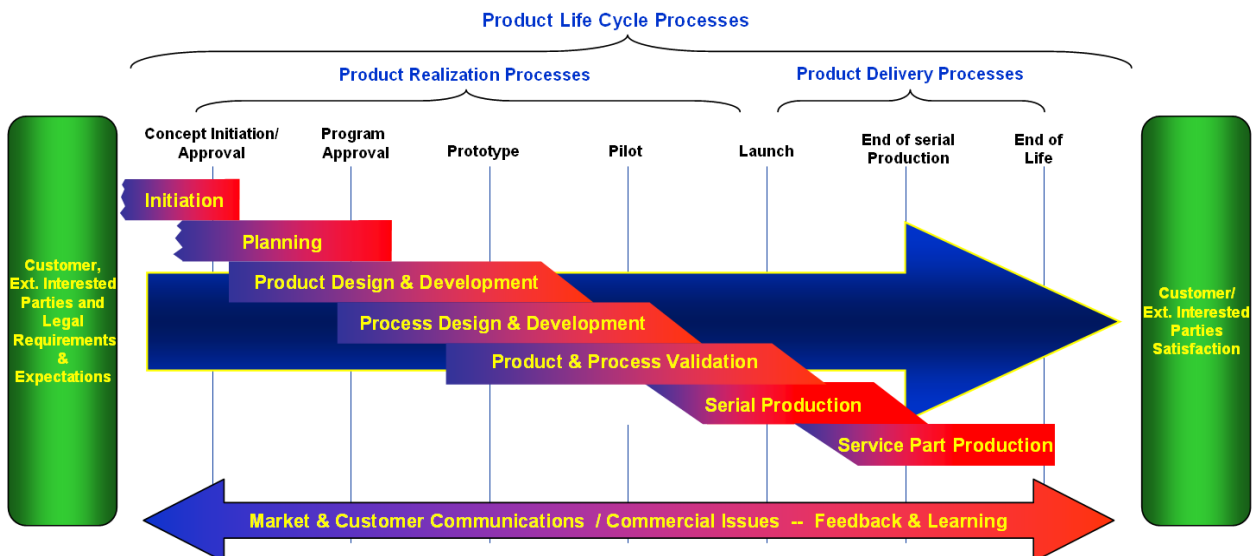 Product Life Cycle Processes
Product Realization Processes
Product Delivery Processes
Concept Initiation/
Approval
Program
Approval
Prototype
Pilot
Launch
End of serial
Production
End of
Life
Initiation
Planning
Product Design & Development
Process Design & Development
Product & Process Validation
Serial Production
Service Part Production
Customer,
Ext. Interested
Parties and
Legal
Requirements
&
Expectations
Customer/
Ext. Interested
Parties
Satisfaction
Market & Customer Communications / Commercial Issues -- Feedback & Learning